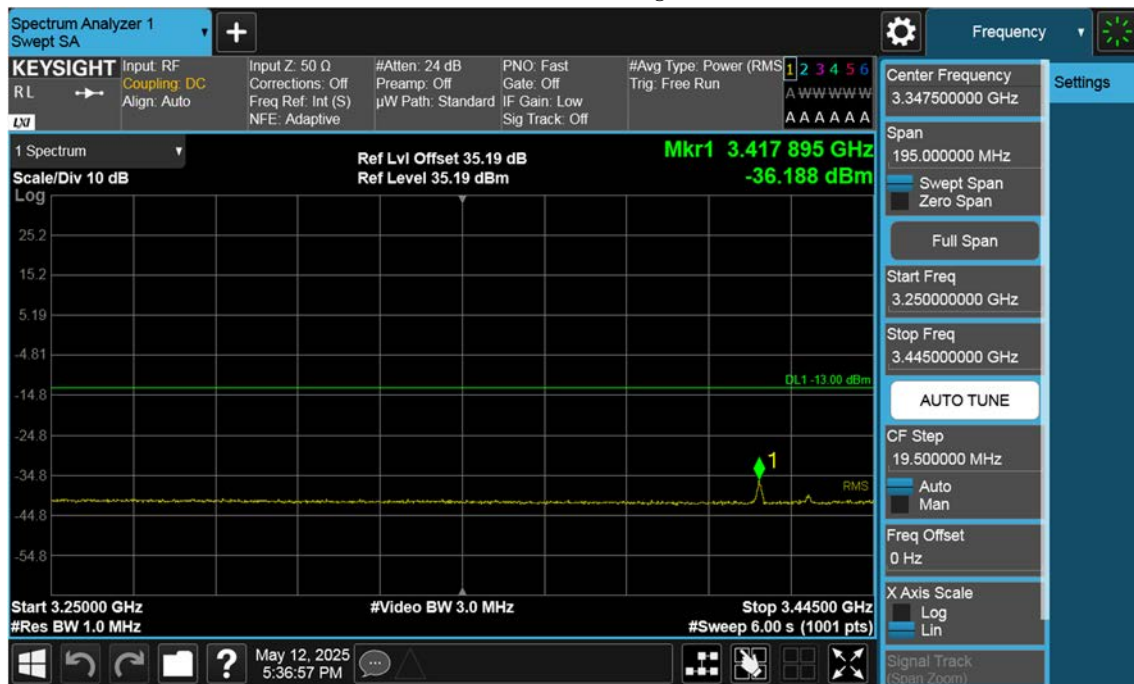 Spectrum Analyzer 1
Swept SA
+
Frequency
KEYSIGHT
RL
LXI
Input: RF
Coupling: DC
Align: Auto
Input Z: 50 Ω
Corrections: Off
Freq Ref: Int (S)
NFE: Adaptive
#Atten: 24 dB
Preamp: Off
µW Path: Standard
PNO: Fast
Gate: Off
IF Gain: Low
Sig Track: Off
#Avg Type: Power (RMS
Trig: Free Run
1 2 3 4 5 6
A W W W W W
A A A A A A
1 Spectrum
Scale/Div 10 dB
Ref Lvl Offset 35.19 dB
Ref Level 35.19 dBm
Mkr1 3.417 895 GHz
-36.188 dBm
Log
25.2
15.2
5.19
-4.81
DL1 -13.00 dBm
-14.8
-24.8
1
-34.8
RMS
-44.8
-54.8
Start 3.25000 GHz
#Video BW 3.0 MHz
Stop 3.44500 GHz
#Res BW 1.0 MHz
#Sweep 6.00 s (1001 pts)
Center Frequency
3.347500000 GHz
Settings
Span
195.000000 MHz
Swept Span
Zero Span
Full Span
Start Freq
3.250000000 GHz
Stop Freq
3.445000000 GHz
AUTO TUNE
CF Step
19.500000 MHz
Auto
Man
Freq Offset
0 Hz
X Axis Scale
Log
Lin
Signal Track
(Span Zoom)
?
May 12, 2025
5:36:57 PM